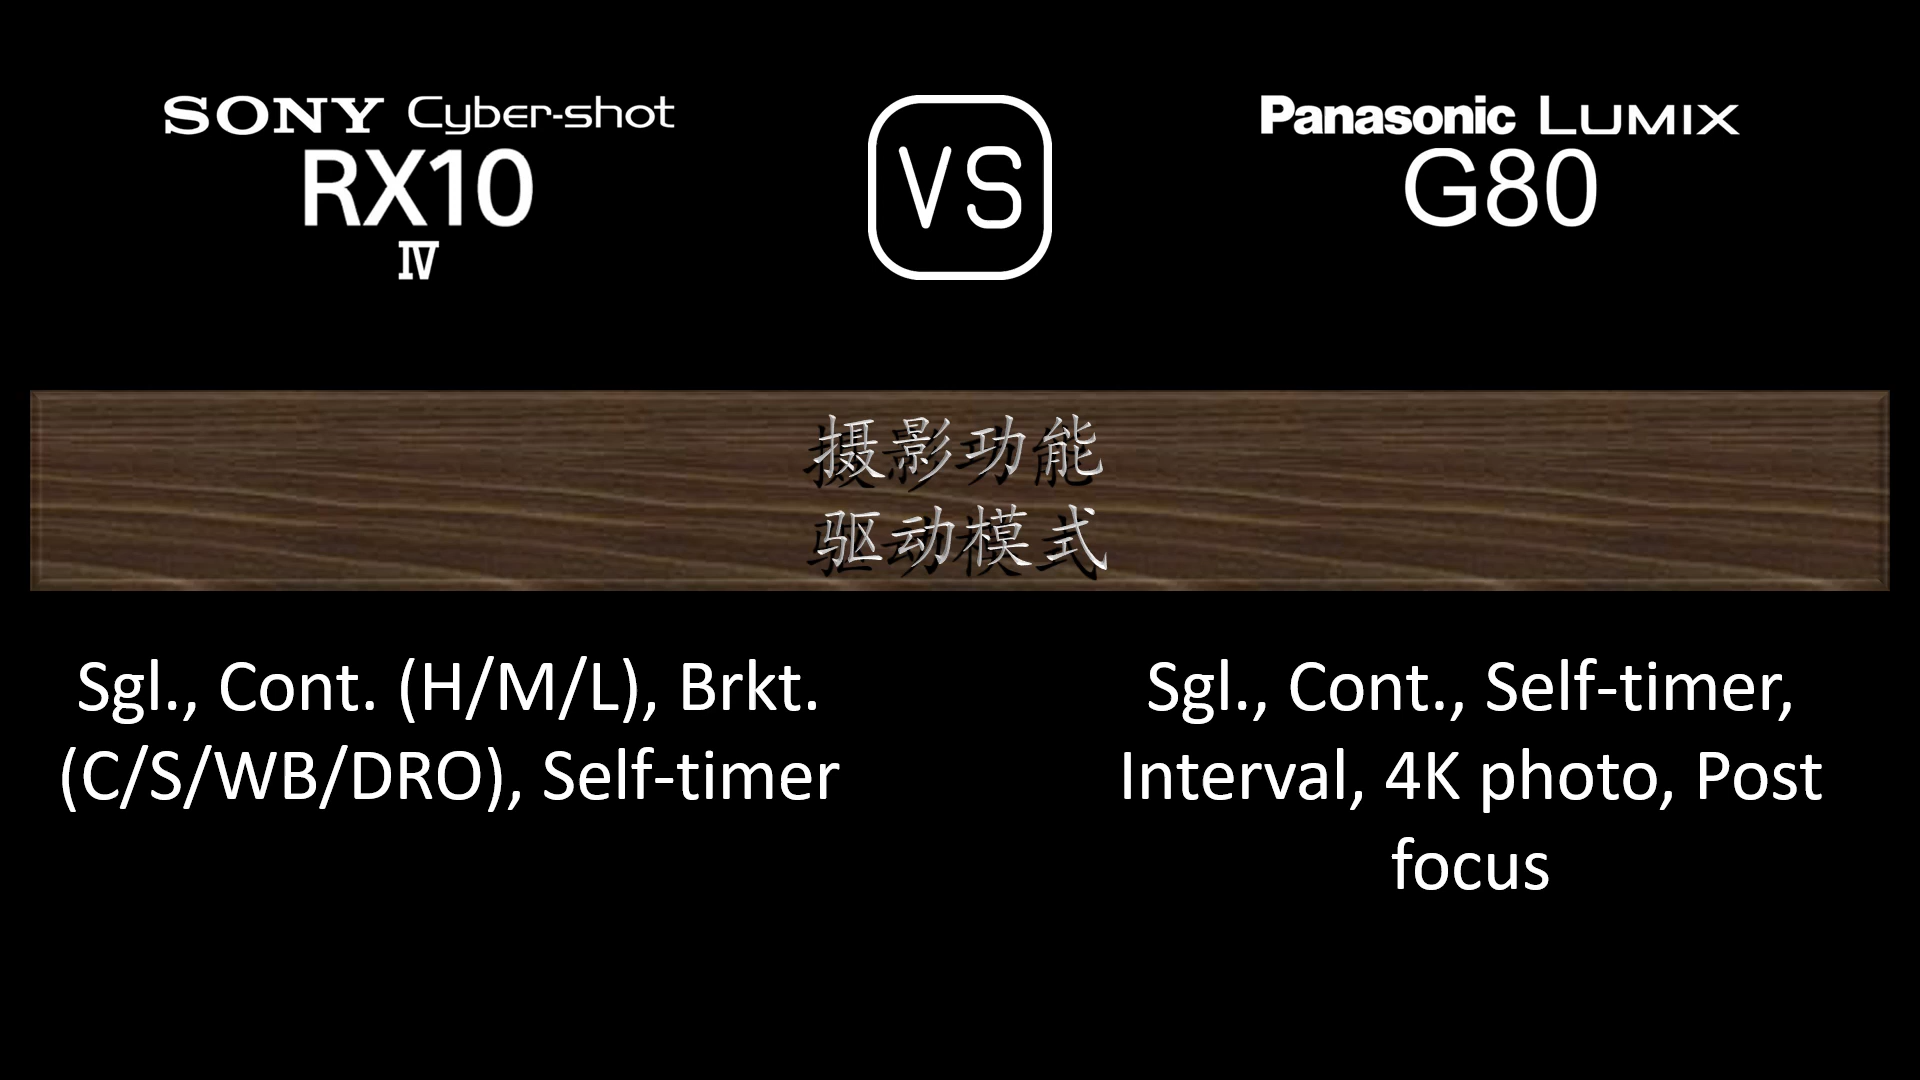 SONY Cyber-shot
RX10
IV
VS
Panasonic LUMIX
G80
摄影功能
驱动模式
Sgl., Cont. (H/M/L), Brkt.
(C/S/WB/DRO), Self-timer
Sgl., Cont., Self-timer,
Interval, 4K photo, Post
focus